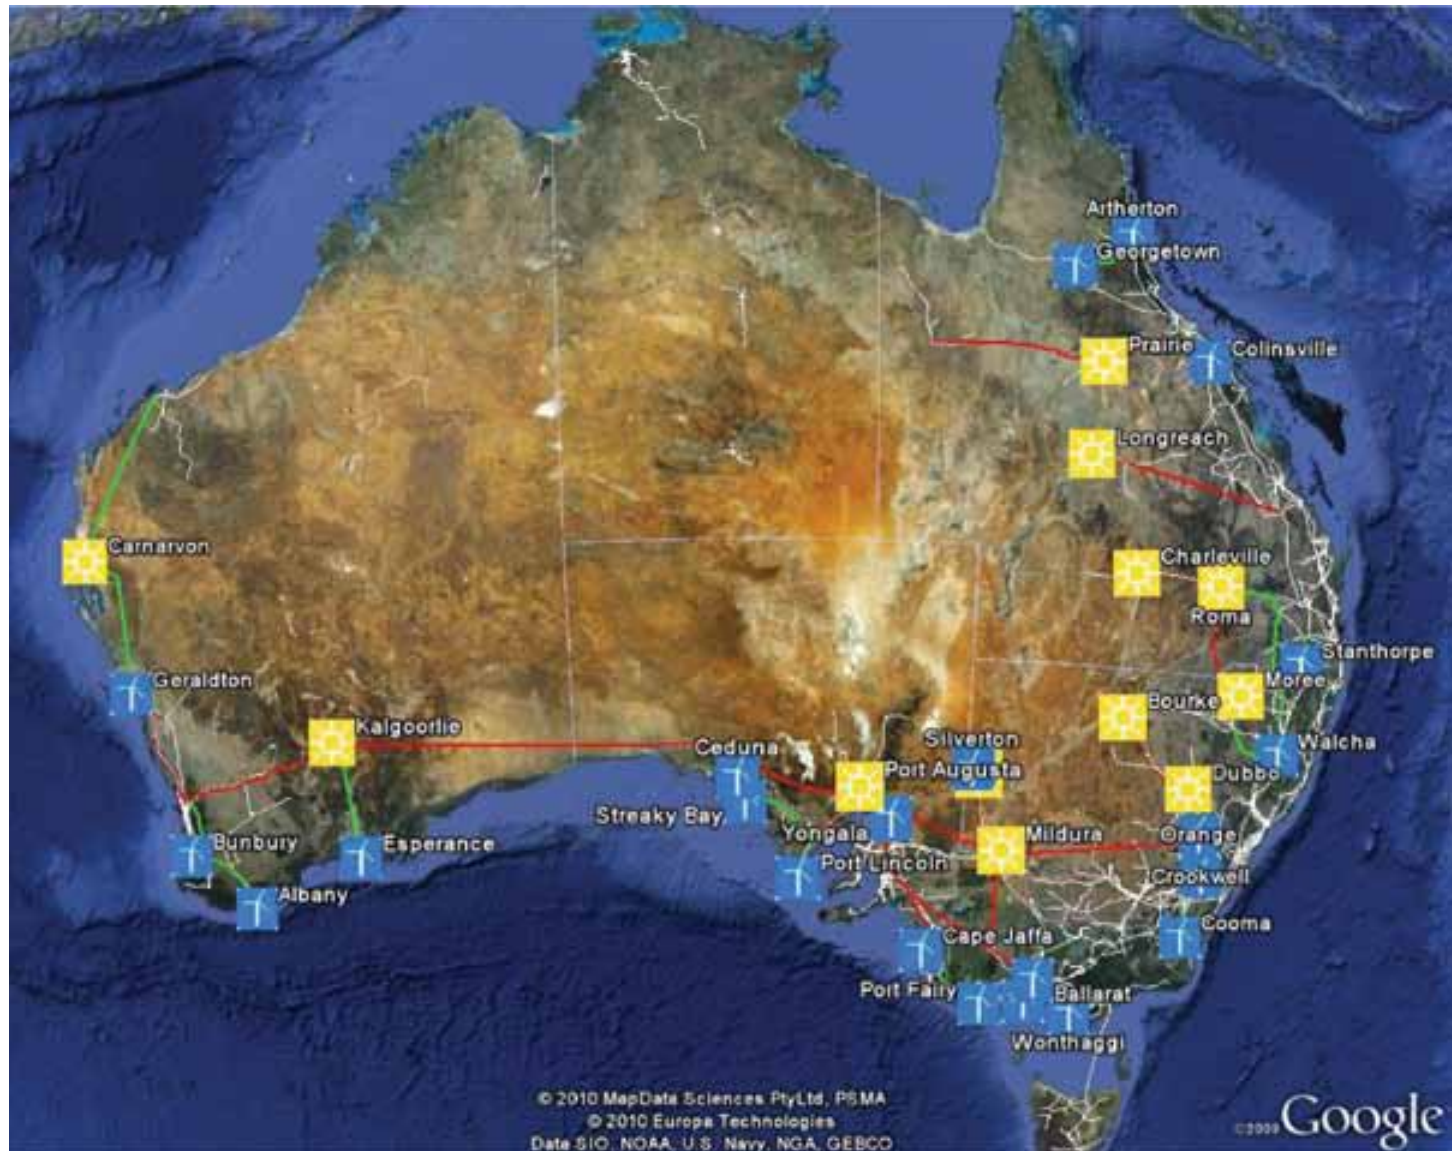 Artherton
Georgetown
Prairie
Colinsville
Longreach
Carnarvon
Charleville
Roma
Stanthorpe
Geraldton
Moree
Bourke
Kalgoorlie
Silverton
Walcha
Ceduna
Port Augusta
Dubbo
Streaky Bay
Yongala
Mildura
Orange
Bunbury
Esperance
Port Lincoln
Crookwell
Albany
Cooma
Cape Jaffa
Port Fairy
Ballarat
Wonthaggi
© 2010 MapData Sciences PtyLtd, PSMA
© 2010 Europa Technologies
Data SIO, NOAA, U.S. Navy, NGA, GEBCO
©2009 Google